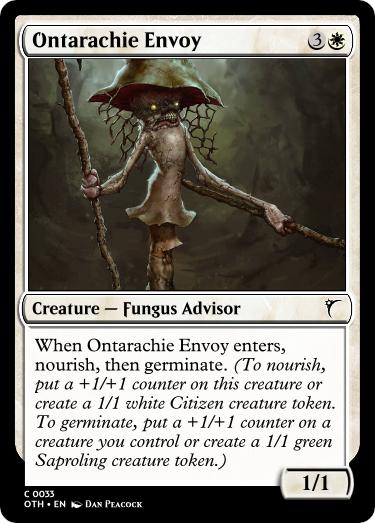 Ontarachie Envoy 3
Creature — Fungus Advisor
When Ontarachie Envoy enters,
nourish, then germinate. (To nourish,
put a +1/+1 counter on this creature or
create a 1/1 white Citizen creature token.
To germinate, put a +1/+1 counter on a
creature you control or create a 1/1 green
Saproling creature token.)
1/1
C 0033
OTH • EN Dan Peacock